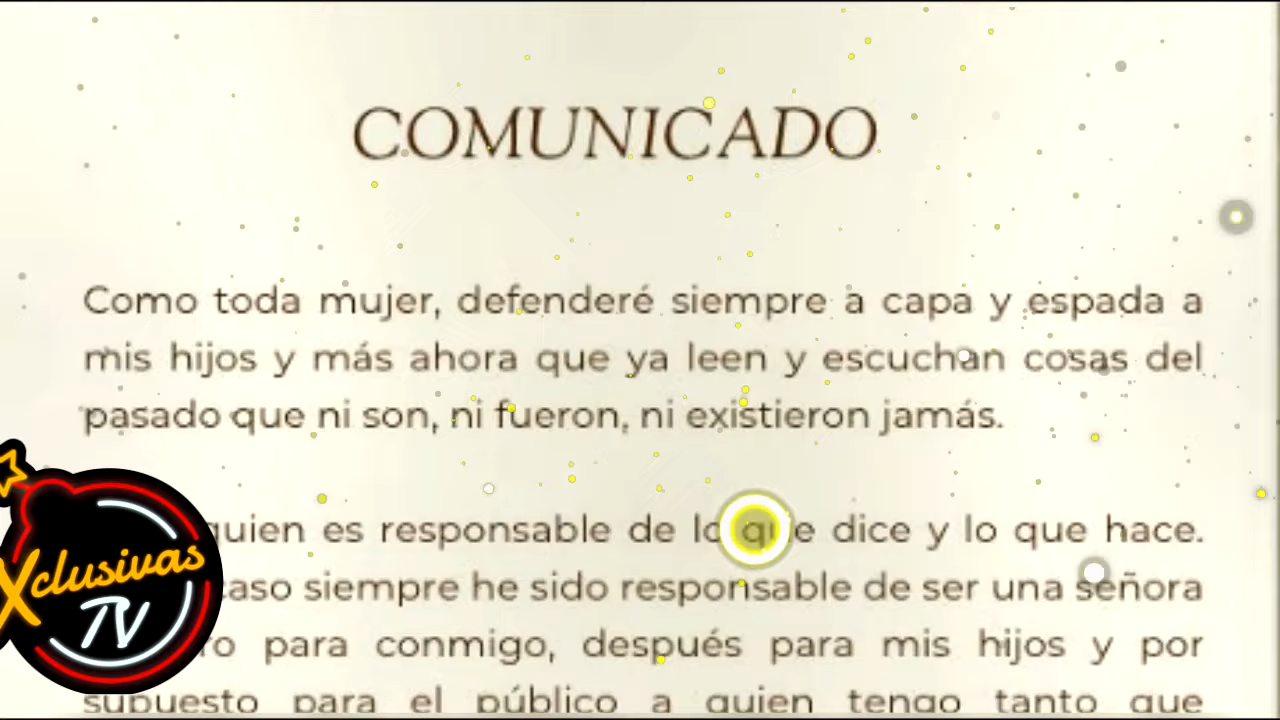 COMUNICADO
Como toda mujer, defenderé siempre a capa y espada a
mis hijos y más ahora que ya leen y escuchan cosas del
pasado que ni son, ni fueron, ni existieron jamás.
es responsable de lo que dice y lo que hace.
siempre he sido responsable de ser una señora
para conmigo, después para mis hijos y por
supuesto para el público a quien tengo tanto que
Xclusivas
TV